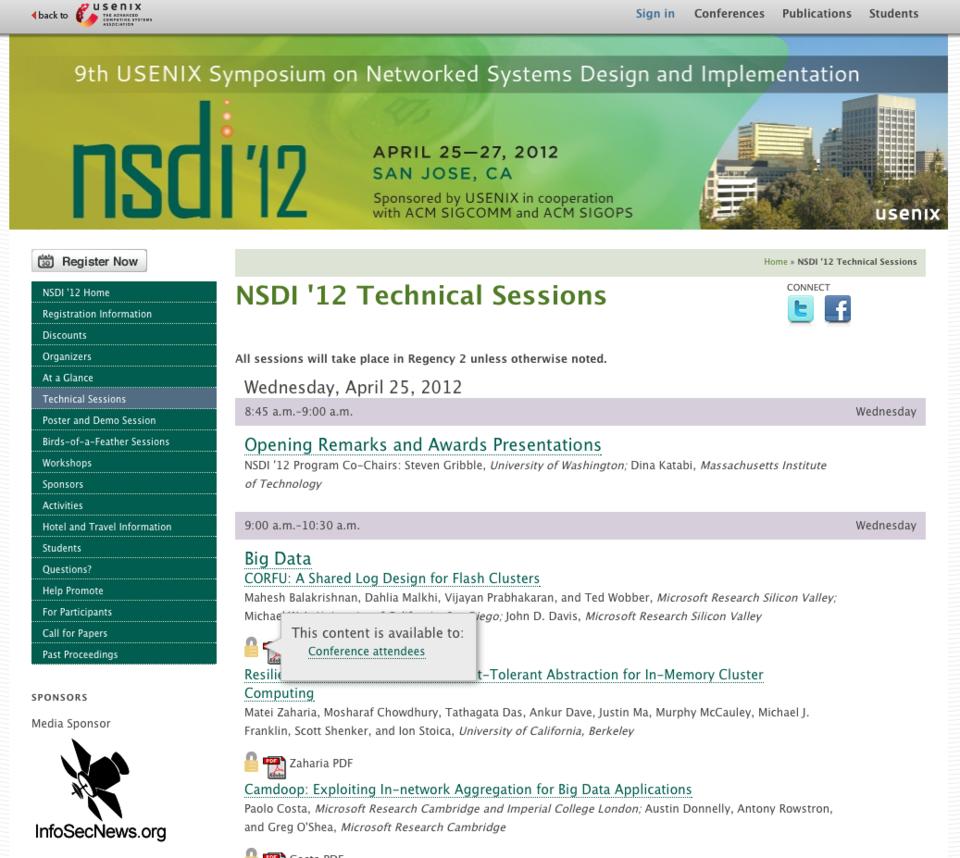 back to usenix
THE ADVANCED
COMPUTING SYSTEMS
ASSOCIATION
Sign in Conferences Publications Students
9th USENIX Symposium on Networked Systems Design and Implementation
nsdi'12
APRIL 25—27, 2012
SAN JOSE, CA
Sponsored by USENIX in cooperation
with ACM SIGCOMM and ACM SIGOPS
usenix
Register Now
NSDI '12 Home
Registration Information
Discounts
Organizers
At a Glance
Technical Sessions
Poster and Demo Session
Birds-of-a-Feather Sessions
Workshops
Sponsors
Activities
Hotel and Travel Information
Students
Questions?
Help Promote
For Participants
Call for Papers
Past Proceedings
SPONSORS
Media Sponsor
InfoSecNews.org
Home » NSDI '12 Technical Sessions
NSDI '12 Technical Sessions
CONNECT
All sessions will take place in Regency 2 unless otherwise noted.
Wednesday, April 25, 2012
8:45 a.m.–9:00 a.m. Wednesday
Opening Remarks and Awards Presentations
NSDI '12 Program Co-Chairs: Steven Gribble, University of Washington; Dina Katabi, Massachusetts Institute
of Technology
9:00 a.m.–10:30 a.m. Wednesday
Big Data
CORFU: A Shared Log Design for Flash Clusters
Mahesh Balakrishnan, Dahlia Malkhi, Vijayan Prabhakaran, and Ted Wobber, Microsoft Research Silicon Valley;
Michael Diego; John D. Davis, Microsoft Research Silicon Valley
This content is available to:
Conference attendees
t-Tolerant Abstraction for In-Memory Cluster
Computing
Matei Zaharia, Mosharaf Chowdhury, Tathagata Das, Ankur Dave, Justin Ma, Murphy McCauley, Michael J.
Franklin, Scott Shenker, and Ion Stoica, University of California, Berkeley
PDF Zaharia PDF
Camdoop: Exploiting In-network Aggregation for Big Data Applications
Paolo Costa, Microsoft Research Cambridge and Imperial College London; Austin Donnelly, Antony Rowstron,
and Greg O'Shea, Microsoft Research Cambridge
PDF Costa PDF